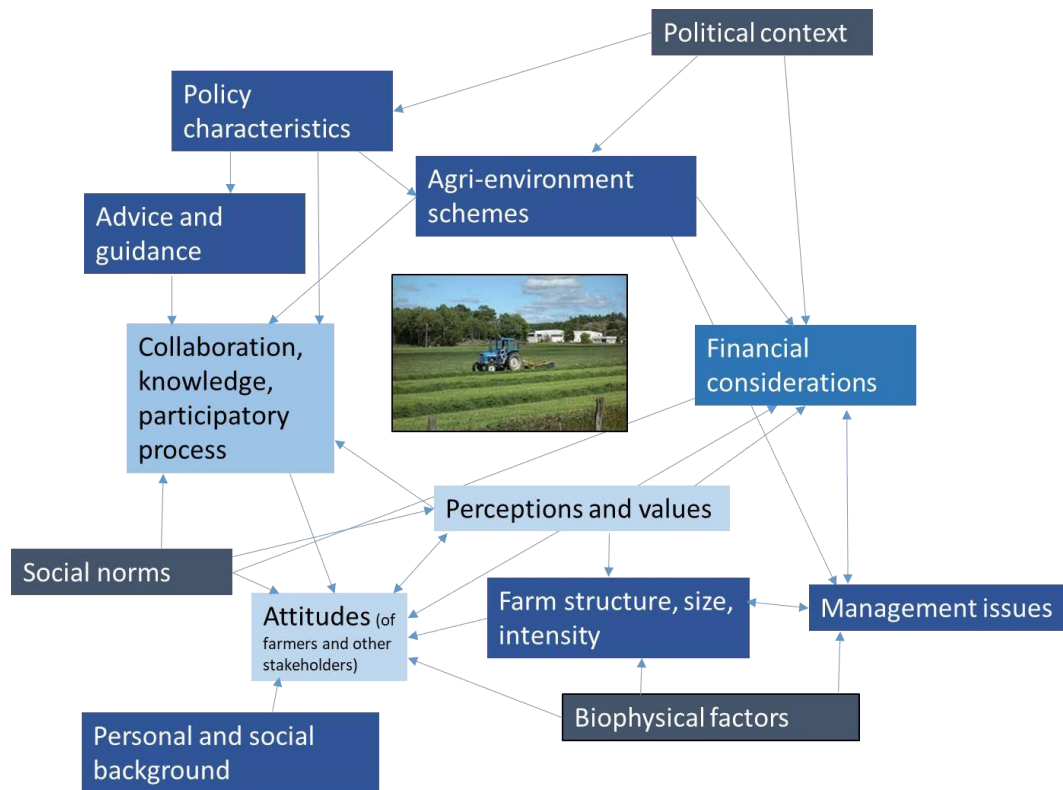 Political context
Policy
characteristics
Agri-environment
schemes
Advice and
guidance
Collaboration,
knowledge,
participatory
process
Financial
considerations
Perceptions and values
Social norms
Attitudes (of
farmers and other
stakeholders)
Farm structure, size,
intensity
Management issues
Biophysical factors
Personal and social
background